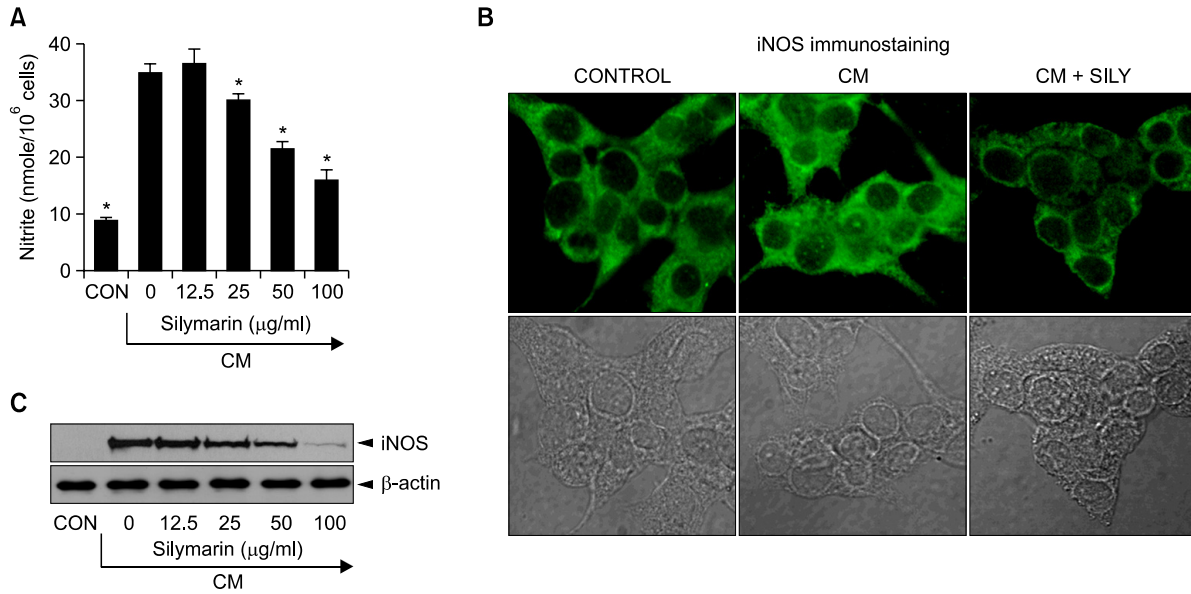 A
Nitrite (nmole/10⁶ cells)
40
30
20
10
0
*
*
*
*
CON 0 12.5 25 50 100
Silymarin (μg/ml)
CM
B
iNOS immunostaining
CONTROL CM CM + SILY
C
iNOS
β-actin
CON 0 12.5 25 50 100
Silymarin (μg/ml)
CM